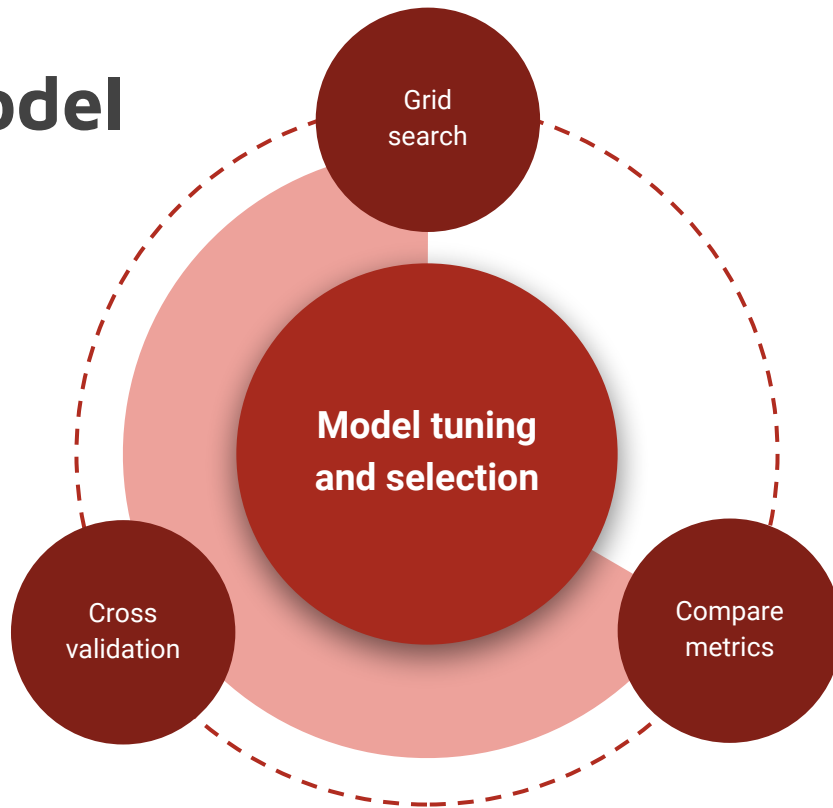 odel
Grid
search
Model tuning
and selection
Cross
validation
Compare
metrics